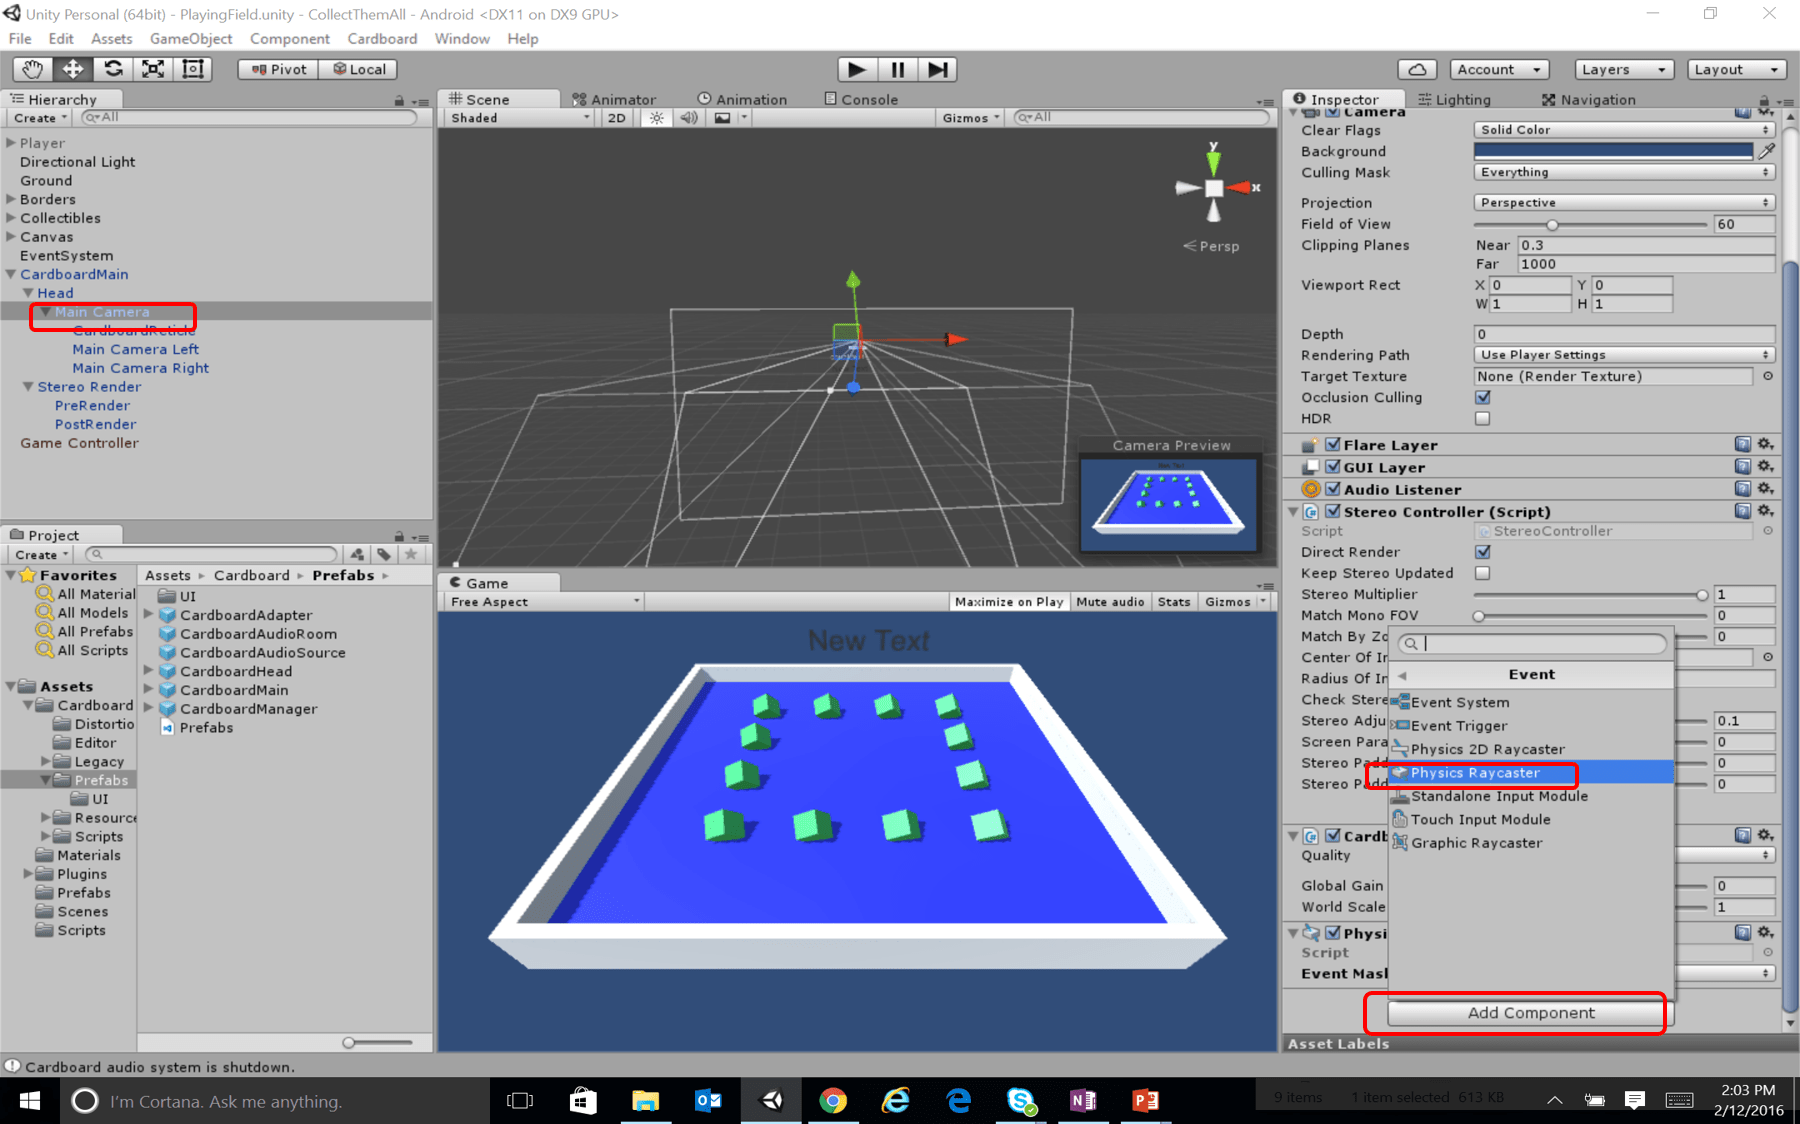 Unity Personal (64bit) - PlayingField.unity - CollectThemAll - Android <DX11 on DX9 GPU>
File Edit Assets GameObject Component Cardboard Window Help
Pivot Local Account Layers Layout
Hierarchy
Create All
Player
Directional Light
Ground
Borders
Collectibles
Canvas
EventSystem
CardboardMain
Head
Main Camera
CardboardReticle
Main Camera Left
Main Camera Right
Stereo Render
PreRender
PostRender
Game Controller
Scene Animator Animation Console
Shaded 2D Gizmos All
y
x
Persp
Camera Preview
Project
Create
Favorites
All Material
All Models
All Prefabs
All Scripts
Assets
Cardboard
Distortio
Editor
Legacy
Prefabs
UI
Resource
Scripts
Materials
Plugins
Prefabs
Scenes
Scripts
Assets Cardboard Prefabs
UI
CardboardAdapter
CardboardAudioRoom
CardboardAudioSource
CardboardHead
CardboardMain
CardboardManager
Prefabs
Game
Free Aspect Maximize on Play Mute audio Stats Gizmos
New Text
Inspector Lighting Navigation
Camera
Clear Flags Solid Color
Background
Culling Mask Everything
Projection Perspective
Field of View 60
Clipping Planes Near 0.3
Far 1000
Viewport Rect X 0 Y 0
W 1 H 1
Depth 0
Rendering Path Use Player Settings
Target Texture None (Render Texture)
Occlusion Culling
HDR
Flare Layer
GUI Layer
Audio Listener
Stereo Controller (Script)
Script StereoController
Direct Render
Keep Stereo Updated
Stereo Multiplier 1
Match Mono FOV 0
Match By Zo 0
Center Of In
Radius Of In
Check Stere
Stereo Adju 0.1
Screen Para 0
Stereo Padd 0
Stereo Padd 0
Event
Event System
Event Trigger
Physics 2D Raycaster
Physics Raycaster
Standalone Input Module
Touch Input Module
Graphic Raycaster
Cardb
Quality
Global Gain 0
World Scale 1
Physi
Script
Event Mask
Add Component
Asset Labels
Cardboard audio system is shutdown.
I'm Cortana. Ask me anything.
9 items 1 item selected 613 KB
2:03 PM
2/12/2016